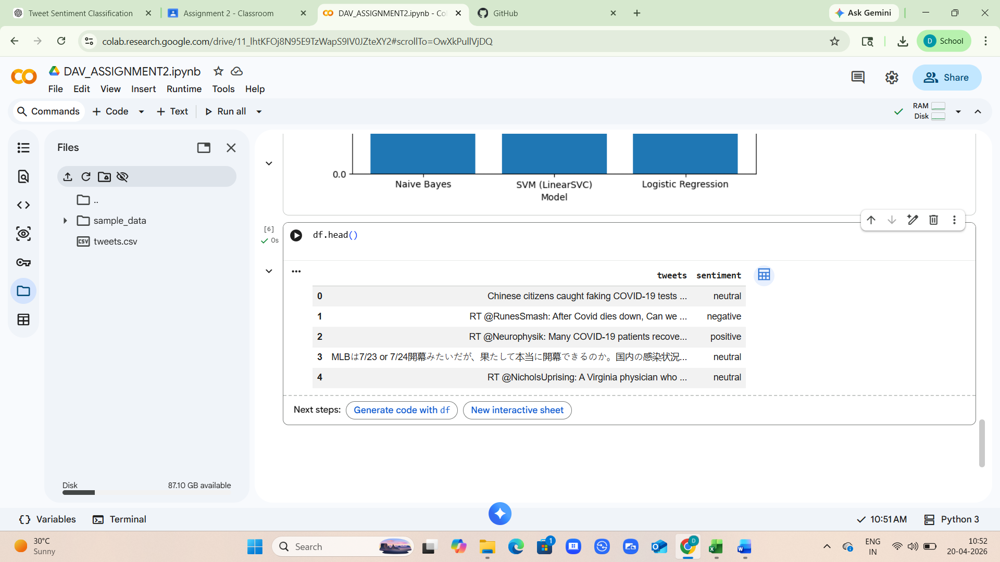 Tweet Sentiment Classification
Assignment 2 - Classroom
DAV_ASSIGNMENT2.ipynb - Co
GitHub
Ask Gemini
colab.research.google.com/drive/11_lhtKFOj8N95E9TzWapS9IV0JZteXY2#scrollTo=OwXkPullVjDQ
D School
DAV_ASSIGNMENT2.ipynb
File Edit View Insert Runtime Tools Help
Share
Commands + Code + Text Run all
RAM
Disk
Files
..
sample_data
tweets.csv
Disk 87.10 GB available
0.0
Naive Bayes SVM (LinearSVC) Logistic Regression
Model
[6]
0s
df.head()
tweets sentiment
0 Chinese citizens caught faking COVID-19 tests ... neutral
1 RT @RunesSmash: After Covid dies down, Can we ... negative
2 RT @Neurophysik: Many COVID-19 patients recove... positive
3 MLBは7/23 or 7/24開幕みたいだが、果たして本当に開幕できるのか。国内の感染状況... neutral
4 RT @NicholsUprising: A Virginia physician who ... neutral
Next steps: Generate code with df New interactive sheet
Variables Terminal
10:51 AM Python 3
30°C
Sunny
Search
1
D
ENG
IN
10:52
20-04-2026